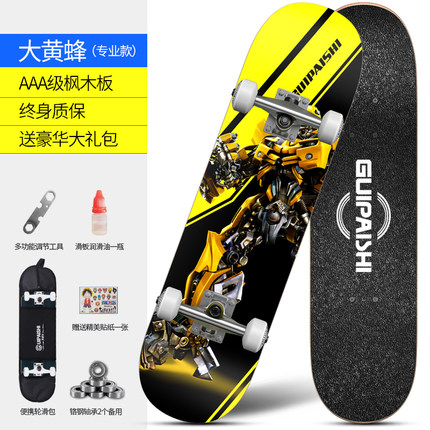 大黄蜂（专业款）
AAA级枫木板
终身质保
送豪华大礼包
多功能调节工具
滑板润滑油一瓶
GUIPAISHI
便携轮滑包
赠送精美贴纸一张
铬钢轴承2个备用
GUIPAISHI
GUIPAISHI